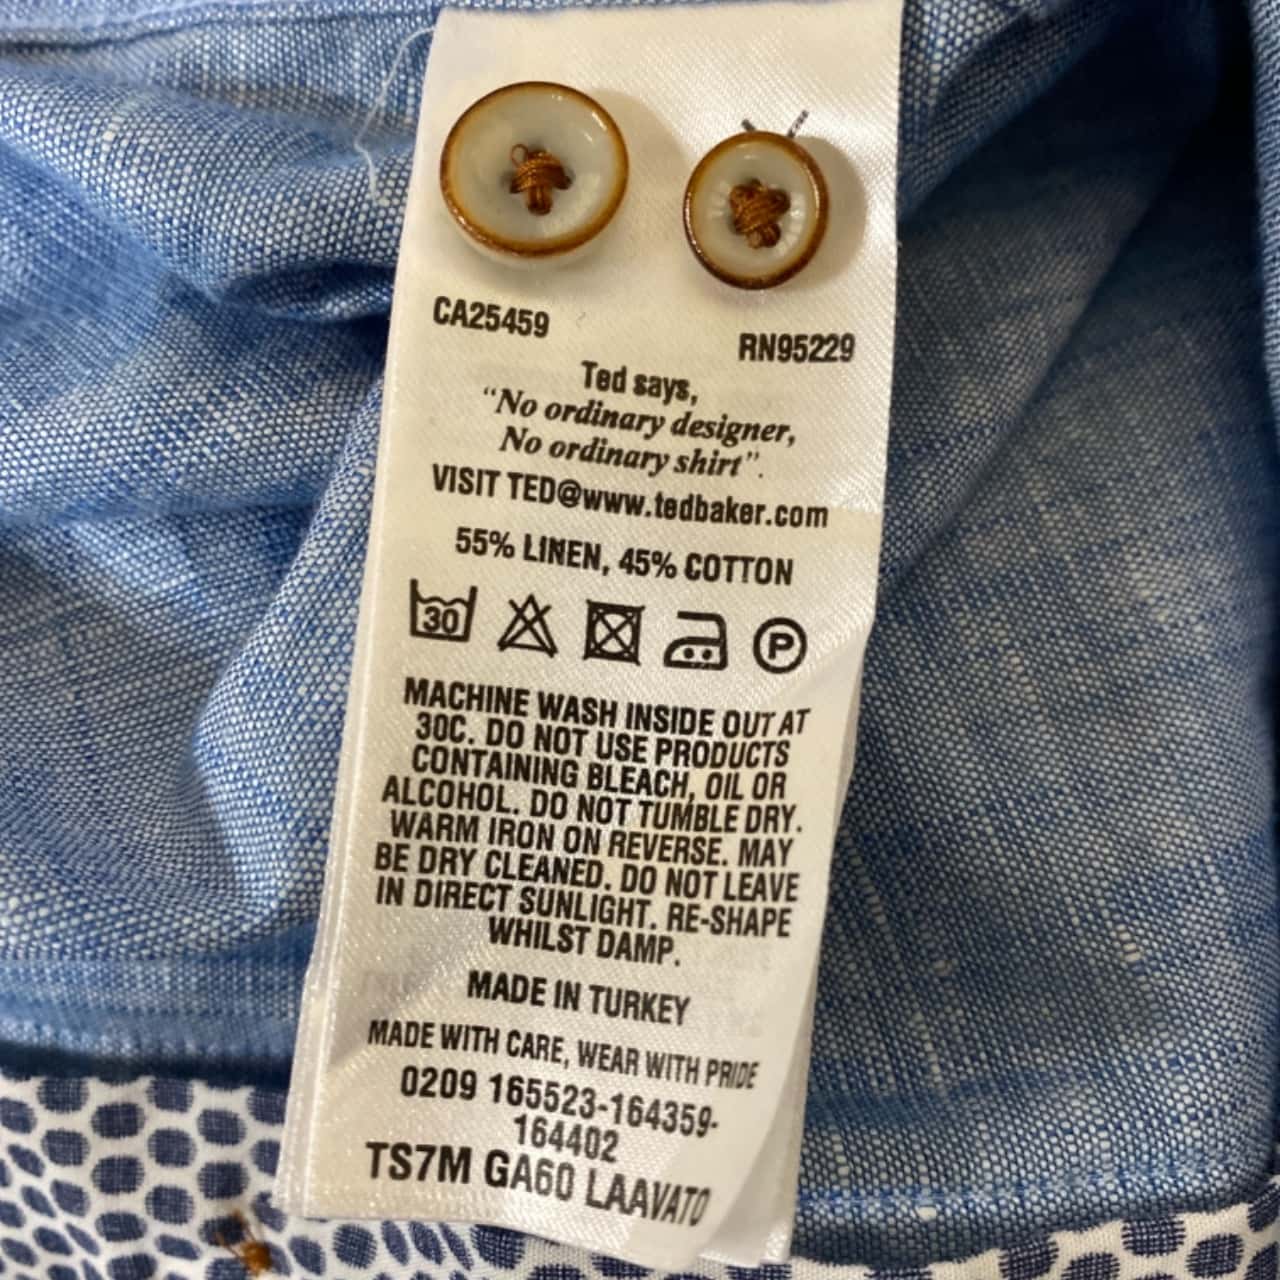 CA25459
RN95229
Ted says,
“No ordinary designer,
No ordinary shirt”.
VISIT TED@www.tedbaker.com
55% LINEN, 45% COTTON
30 P
MACHINE WASH INSIDE OUT AT
30C. DO NOT USE PRODUCTS
CONTAINING BLEACH, OIL OR
ALCOHOL. DO NOT TUMBLE DRY.
WARM IRON ON REVERSE. MAY
BE DRY CLEANED. DO NOT LEAVE
IN DIRECT SUNLIGHT. RE-SHAPE
WHILST DAMP.
MADE IN TURKEY
MADE WITH CARE, WEAR WITH PRIDE
0209 165523-164359-
164402
TS7M GA60 LAAVATO